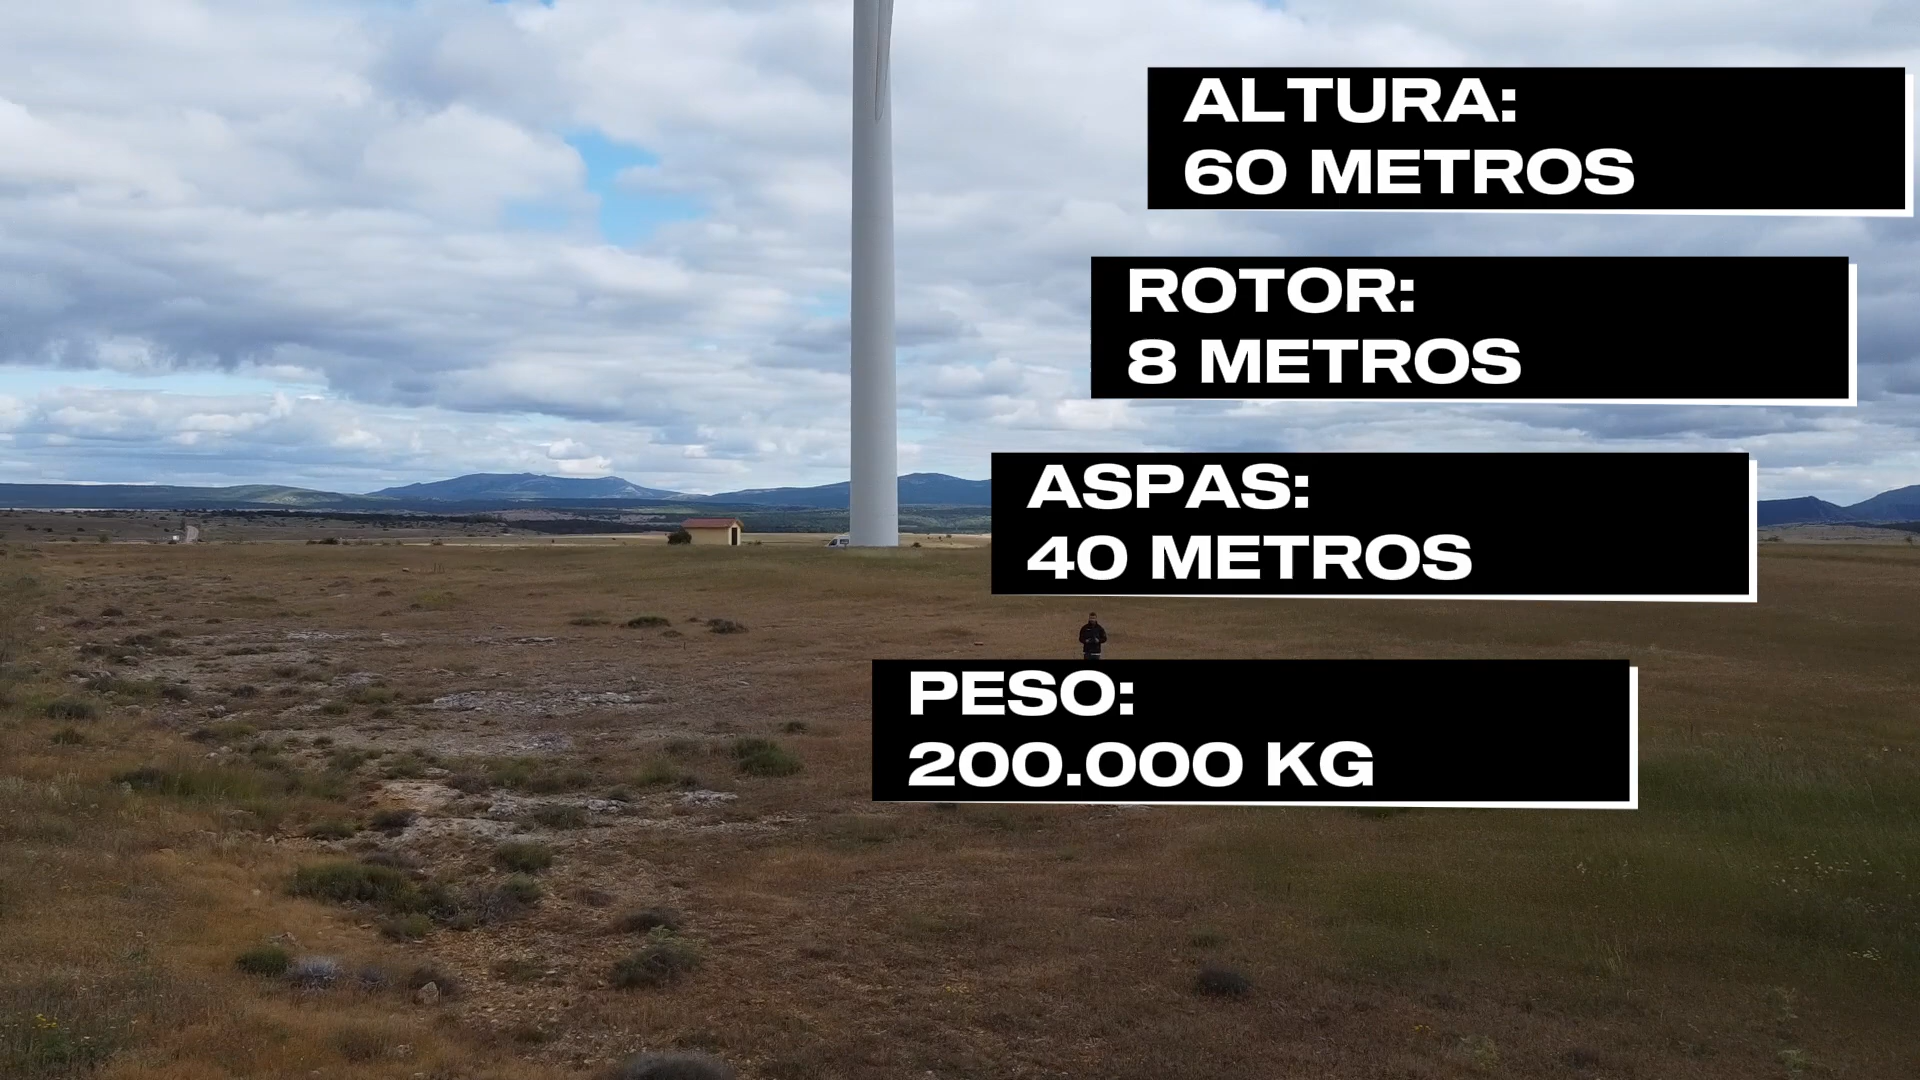 ALTURA:
60 METROS
ROTOR:
8 METROS
ASPAS:
40 METROS
PESO:
200.000 KG